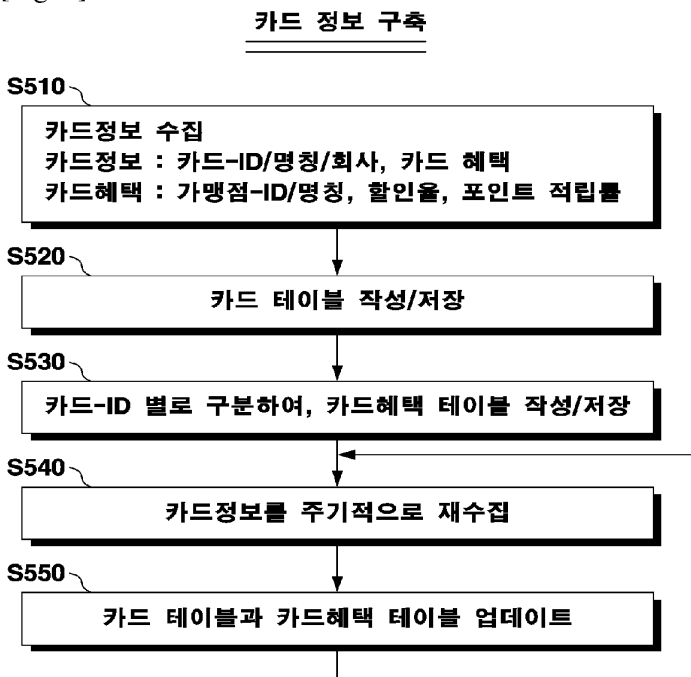 카드 정보 구축
S510
카드정보 수집
카드정보 : 카드-ID/명칭/회사, 카드 혜택
카드혜택 : 가맹점-ID/명칭, 할인율, 포인트 적립률
S520
카드 테이블 작성/저장
S530
카드-ID 별로 구분하여, 카드혜택 테이블 작성/저장
S540
카드정보를 주기적으로 재수집
S550
카드 테이블과 카드혜택 테이블 업데이트